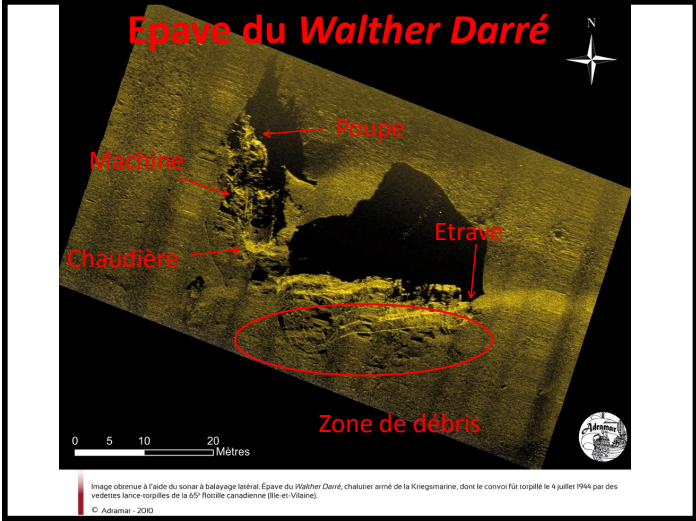 Epave du Walther Darré
N
Poupe
Machine
Etrave
Chaudière
Zone de débris
Adramar
0 5 10 20
Mètres
Image obtenue à l'aide du sonar à balayage latéral. Épave du Walther Darré, chalutier armé de la Kriegsmarine, dont le convoi fût torpillé le 4 juillet 1944 par des
vedettes lance-torpilles de la 65e flottille canadienne (Ille-et-Vilaine).
© Adramar - 2010